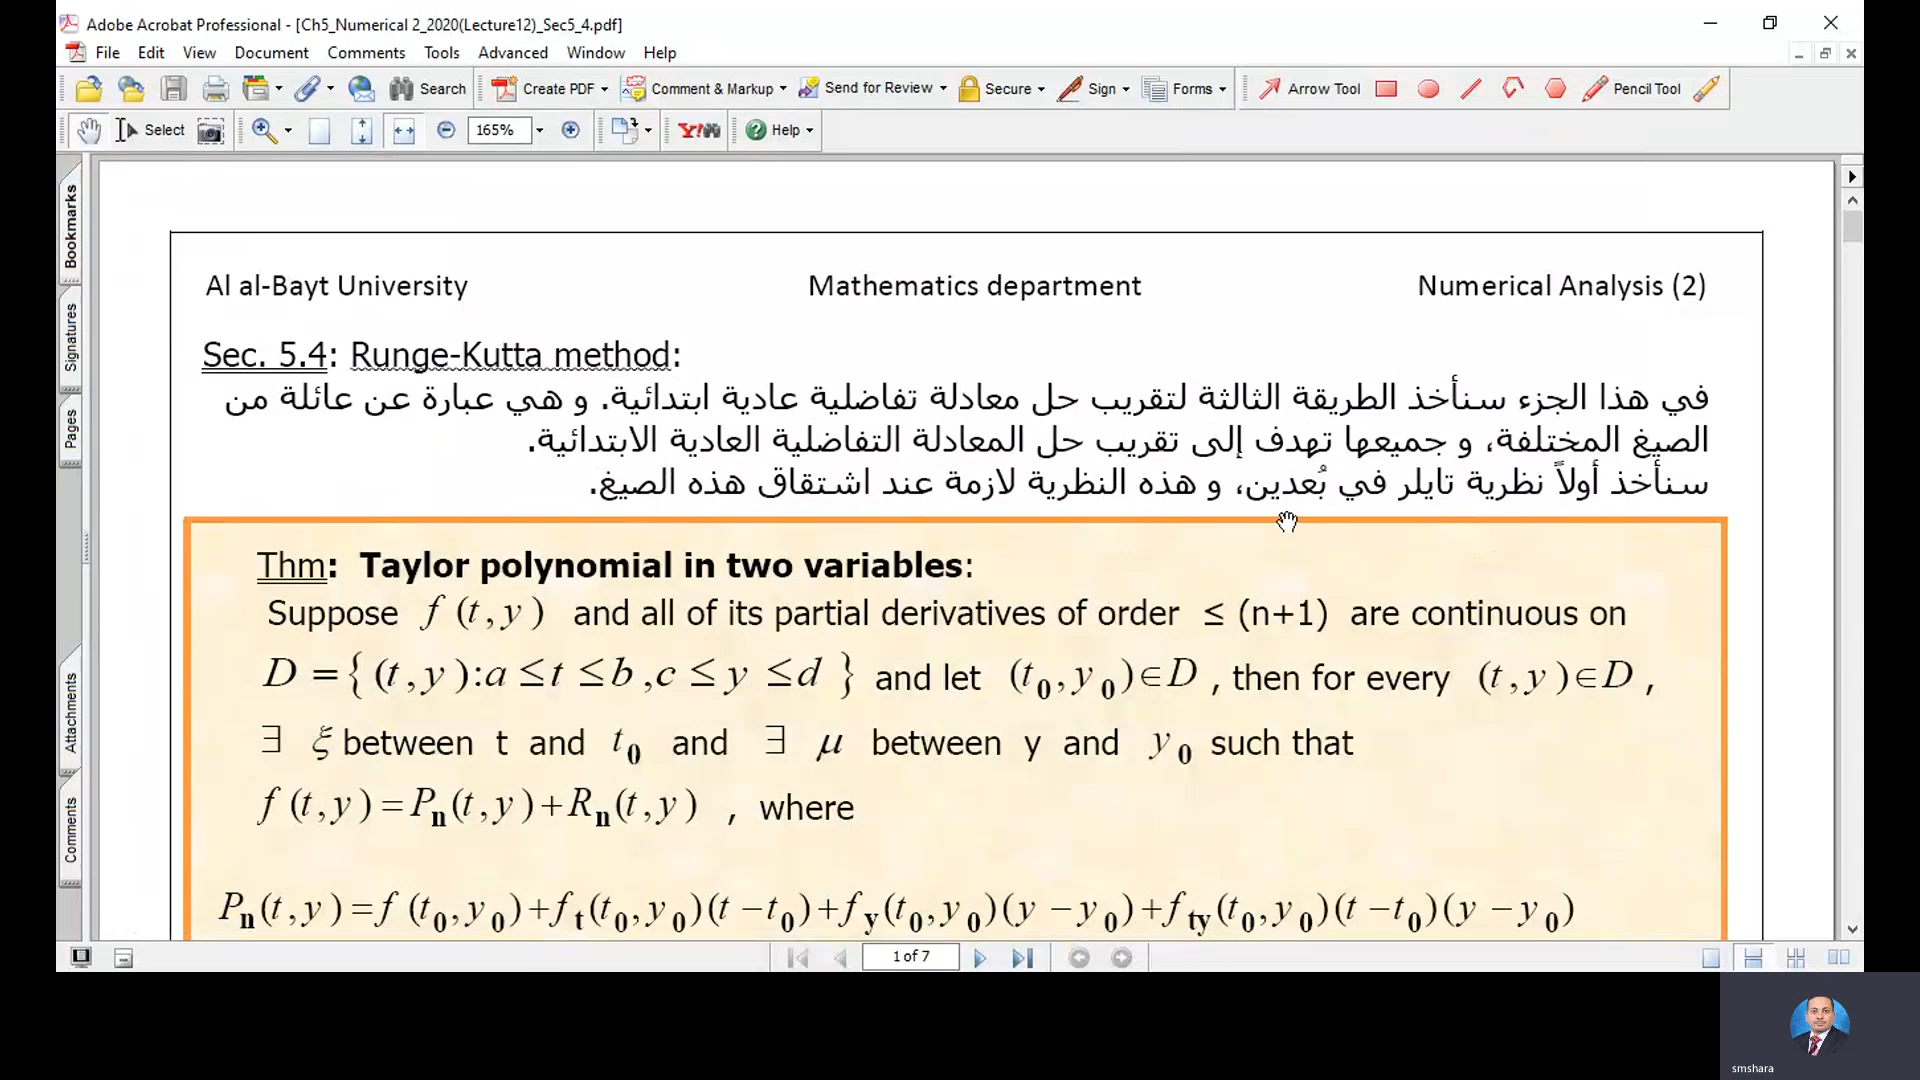 Adobe Acrobat Professional - [Ch5_Numerical 2_2020(Lecture12)_Sec5_4.pdf]
File Edit View Document Comments Tools Advanced Window Help
Search Create PDF Comment & Markup Send for Review Secure Sign Forms Arrow Tool Pencil Tool
Select 165% Y! Help
Bookmarks
Signatures
Pages
Attachments
Comments
Al al-Bayt University Mathematics department Numerical Analysis (2)
Sec. 5.4: Runge-Kutta method:
في هذا الجزء سنأخذ الطريقة الثالثة لتقريب حل معادلة تفاضلية عادية ابتدائية. و هي عبارة عن عائلة من
الصيغ المختلفة، و جميعها تهدف إلى تقريب حل المعادلة التفاضلية العادية الابتدائية.
سنأخذ أولاً نظرية تايلر في بُعدين، و هذه النظرية لازمة عند اشتقاق هذه الصيغ.
Thm: Taylor polynomial in two variables:
Suppose f (t,y) and all of its partial derivatives of order ≤ (n+1) are continuous on
D = { (t,y):a ≤ t ≤ b ,c ≤ y ≤ d } and let (t₀,y₀)∈D , then for every (t,y)∈D ,
∃ ξ between t and t₀ and ∃ μ between y and y₀ such that
f (t,y) = Pₙ(t,y) + Rₙ(t,y) , where
Pₙ(t,y) = f (t₀,y₀) + f_t(t₀,y₀)(t − t₀) + f_y(t₀,y₀)(y − y₀) + f_ty(t₀,y₀)(t − t₀)(y − y₀)
1 of 7
smshara